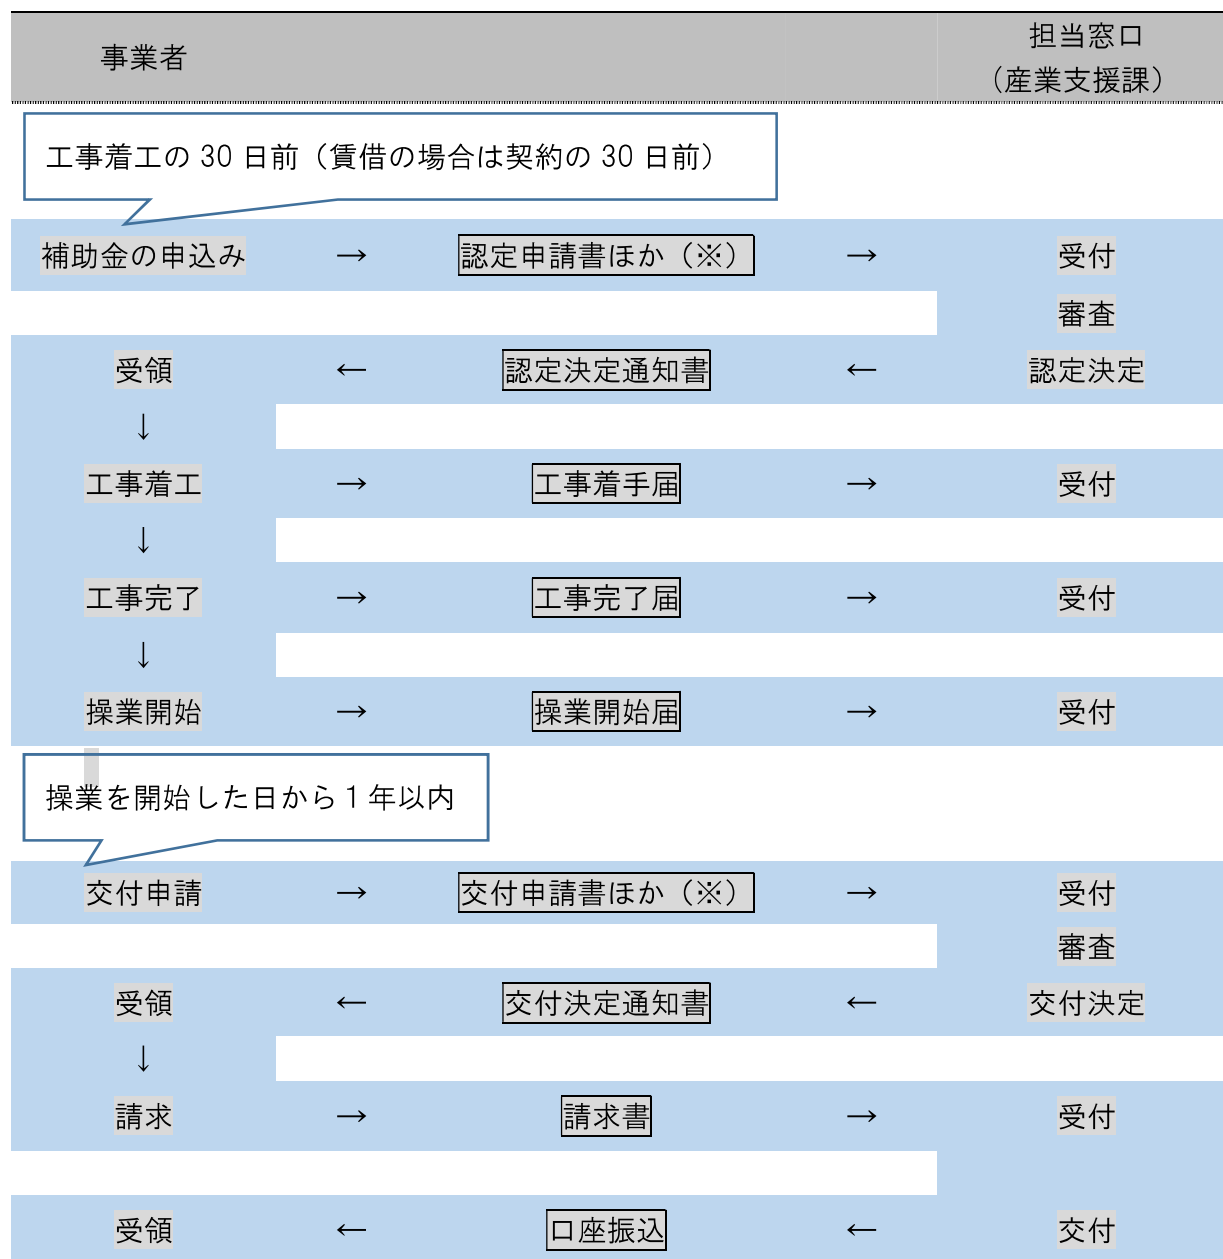 事業者
担当窓口
（産業支援課）
工事着工の 30 日前（賃借の場合は契約の 30 日前）
補助金の申込み → 認定申請書ほか（※） → 受付
審査
受領 ← 認定決定通知書 ← 認定決定
↓
工事着工 → 工事着手届 → 受付
↓
工事完了 → 工事完了届 → 受付
↓
操業開始 → 操業開始届 → 受付
操業を開始した日から１年以内
交付申請 → 交付申請書ほか（※） → 受付
審査
受領 ← 交付決定通知書 ← 交付決定
↓
請求 → 請求書 → 受付
受領 ← 口座振込 ← 交付